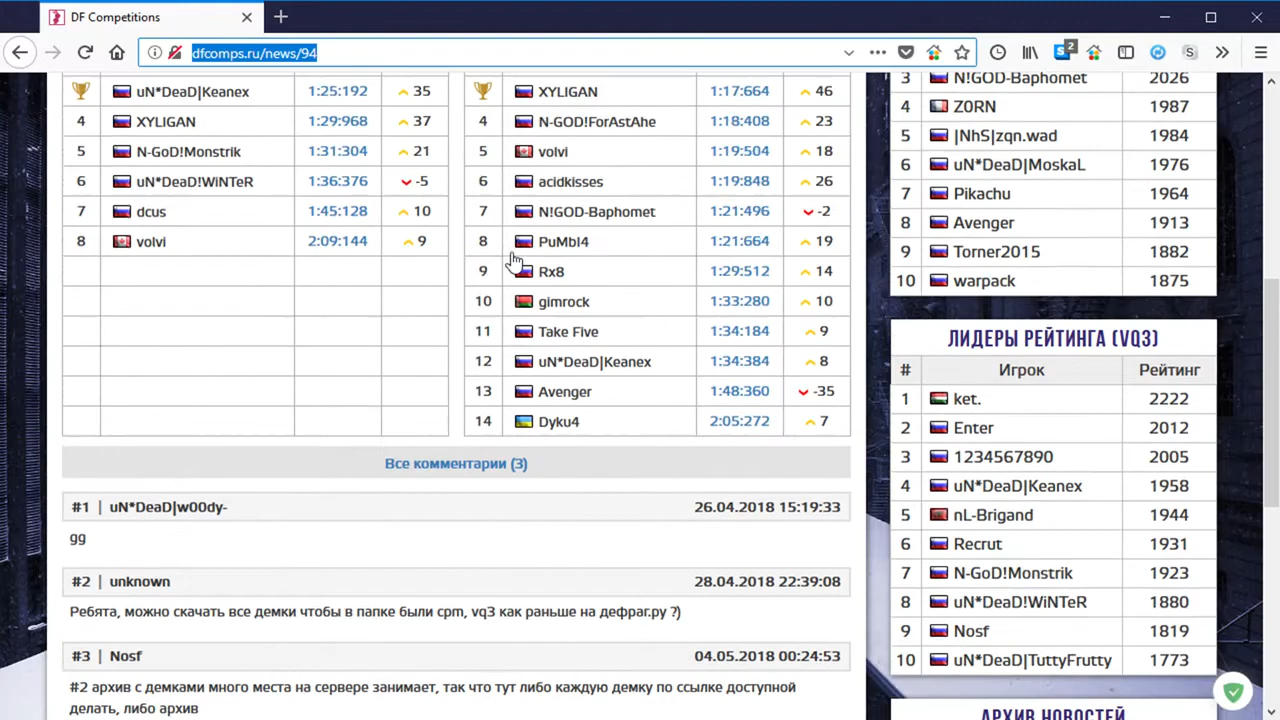 DF Competitions
dfcomps.ru/news/94
2
S
S
uN*DeaD|Keanex 1:25:192 35
4 XYLIGAN 1:29:968 37
5 N-GoD!Monstrik 1:31:304 21
6 uN*DeaD!WiNTeR 1:36:376 -5
7 dcus 1:45:128 10
8 volvi 2:09:144 9
XYLIGAN 1:17:664 46
4 N-GOD!ForAstAhe 1:18:408 23
5 volvi 1:19:504 18
6 acidkisses 1:19:848 26
7 N!GOD-Baphomet 1:21:496 -2
8 PuMbI4 1:21:664 19
9 Rx8 1:29:512 14
10 gimrock 1:33:280 10
11 Take Five 1:34:184 9
12 uN*DeaD|Keanex 1:34:384 8
13 Avenger 1:48:360 -35
14 Dyku4 2:05:272 7
Все комментарии (3)
#1 | uN*DeaD|w00dy- 26.04.2018 15:19:33
gg
#2 | unknown 28.04.2018 22:39:08
Ребята, можно скачать все демки чтобы в папке были cpm, vq3 как раньше на дефраг.ру ?)
#3 | Nosf 04.05.2018 00:24:53
#2 архив с демками много места на сервере занимает, так что тут либо каждую демку по ссылке доступной
делать, либо архив
3 N!GOD-Baphomet 2026
4 Z0RN 1987
5 |NhS|zqn.wad 1984
6 uN*DeaD|MoskaL 1976
7 Pikachu 1964
8 Avenger 1913
9 Torner2015 1882
10 warpack 1875
ЛИДЕРЫ РЕЙТИНГА (VQ3)
# Игрок Рейтинг
1 ket. 2222
2 Enter 2012
3 1234567890 2005
4 uN*DeaD|Keanex 1958
5 nL-Brigand 1944
6 Recrut 1931
7 N-GoD!Monstrik 1923
8 uN*DeaD!WiNTeR 1880
9 Nosf 1819
10 uN*DeaD|TuttyFrutty 1773
АРХИВ НОВОСТЕЙ